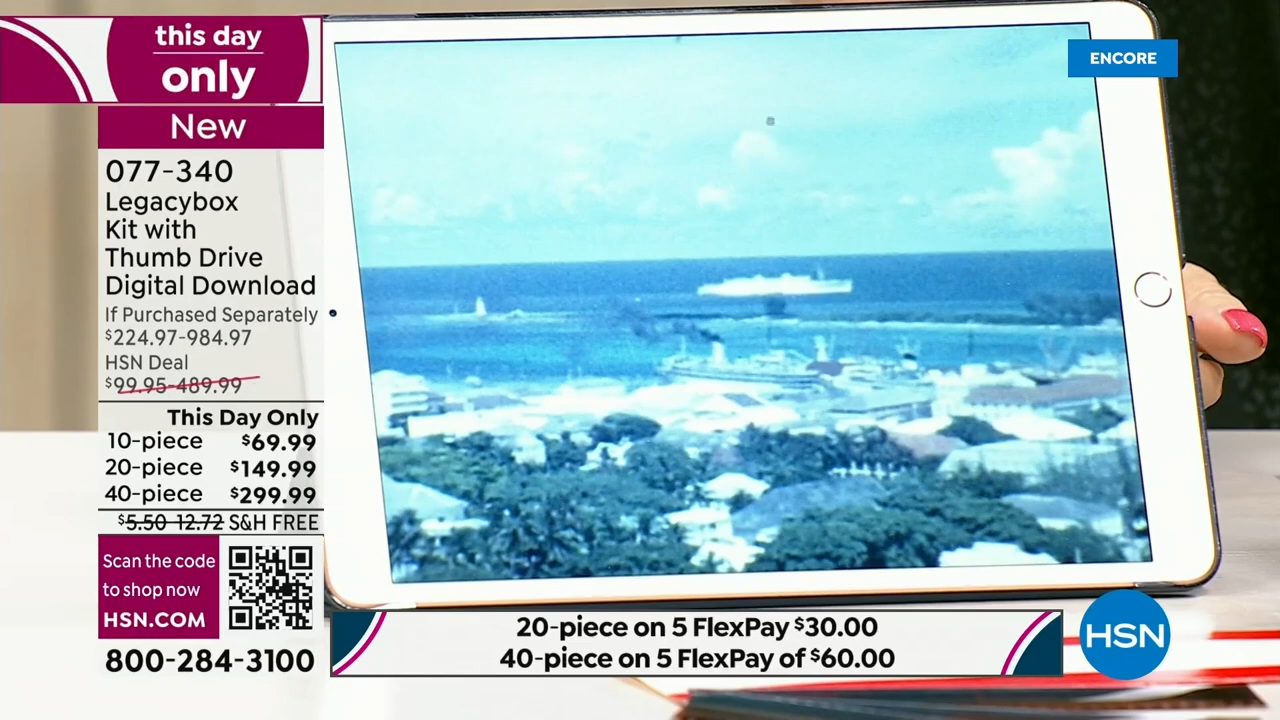 this day
only
New
077-340
Legacybox
Kit with
Thumb Drive
Digital Download
If Purchased Separately
$224.97-984.97
HSN Deal
$99.95-489.99
This Day Only
10-piece $69.99
20-piece $149.99
40-piece $299.99
$5.50-12.72 S&H FREE
Scan the code
to shop now
HSN.COM
800-284-3100
ENCORE
20-piece on 5 FlexPay $30.00
40-piece on 5 FlexPay of $60.00
HSN